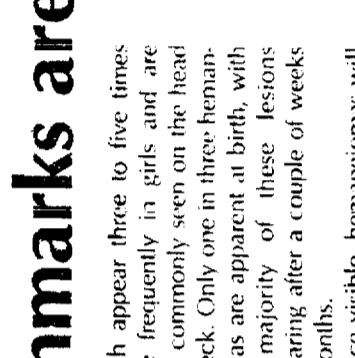 nmarks are
h appear three to five times
frequently in girls and are
commonly seen on the head
ck. Only one in three heman-
as are apparent at birth, with
majority of these lesions
aring after a couple of weeks
onths.
visible hemangiomas will